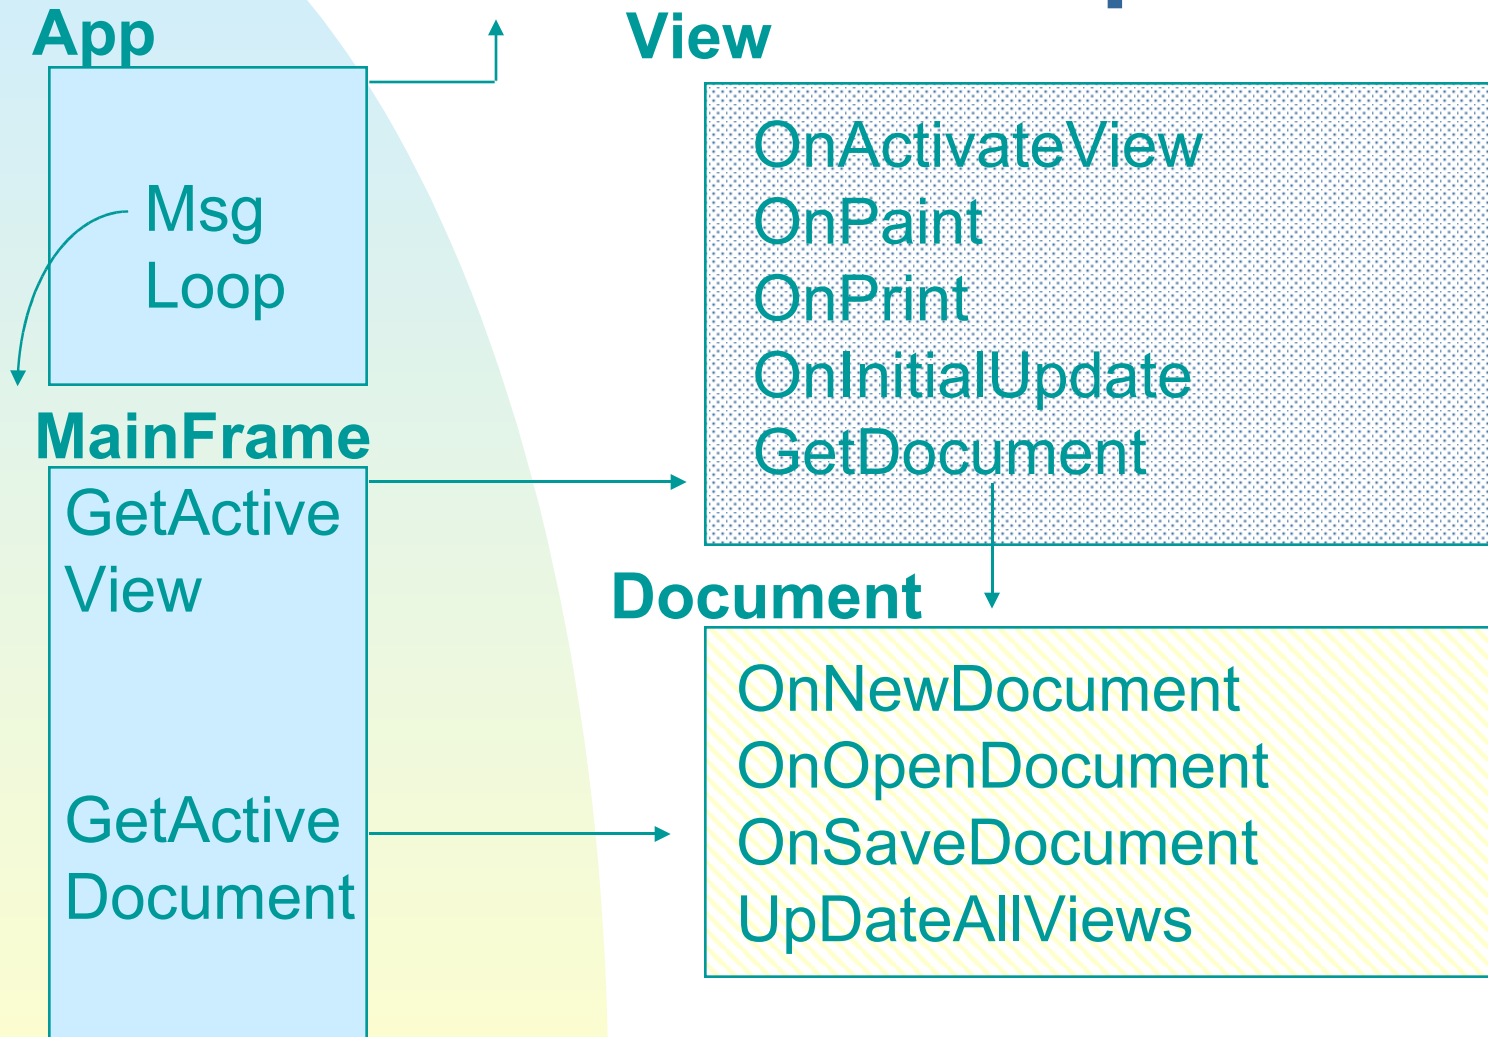 App
Msg
Loop
MainFrame
GetActive
View
GetActive
Document
View
OnActivateView
OnPaint
OnPrint
OnInitialUpdate
GetDocument
Document
OnNewDocument
OnOpenDocument
OnSaveDocument
UpDateAllViews